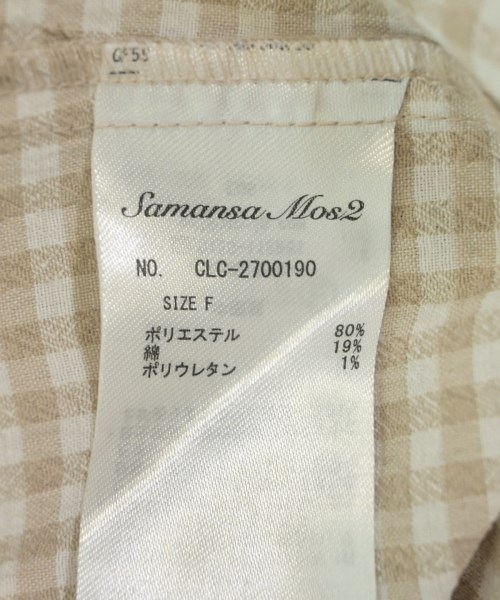 Samansa Mos2
NO. CLC-2700190
SIZE F
ポリエステル 80%
綿 19%
ポリウレタン 1%